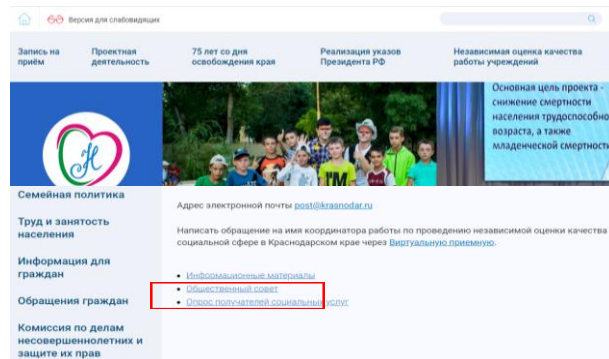 Версия для слабовидящих
Запись на
приём
Проектная
деятельность
75 лет со дня
освобождения края
Реализация указов
Президента РФ
Независимая оценка качества
работы учреждений
Н
Основная цель проекта -
снижение смертности
населения трудоспособно
возраста, а также
младенческой смертности
Семейная политика
Труд и занятость
населения
Информация для
граждан
Обращения граждан
Комиссия по делам
несовершеннолетних и
защите их прав
Адрес электронной почты post@krasnodar.ru
Написать обращение на имя координатора работы по проведению независимой оценки качества
социальной сфере в Краснодарском крае через Виртуальную приемную.
Информационные материалы
Общественный совет
Опрос получателей социальных услуг